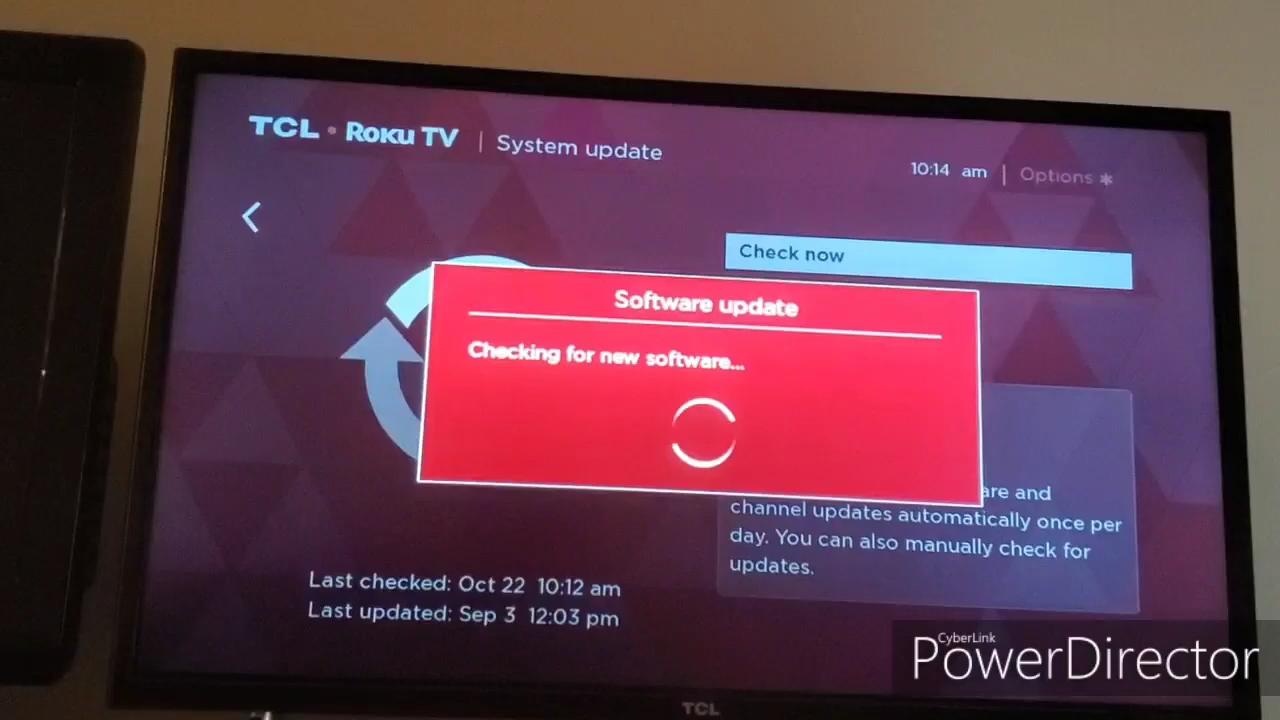 TCL • Roku TV | System update
10:14 am | Options *
Check now
Software update
Checking for new software...
are and
channel updates automatically once per
day. You can also manually check for
updates.
Last checked: Oct 22 10:12 am
Last updated: Sep 3 12:03 pm
CyberLink
PowerDirector
TCL